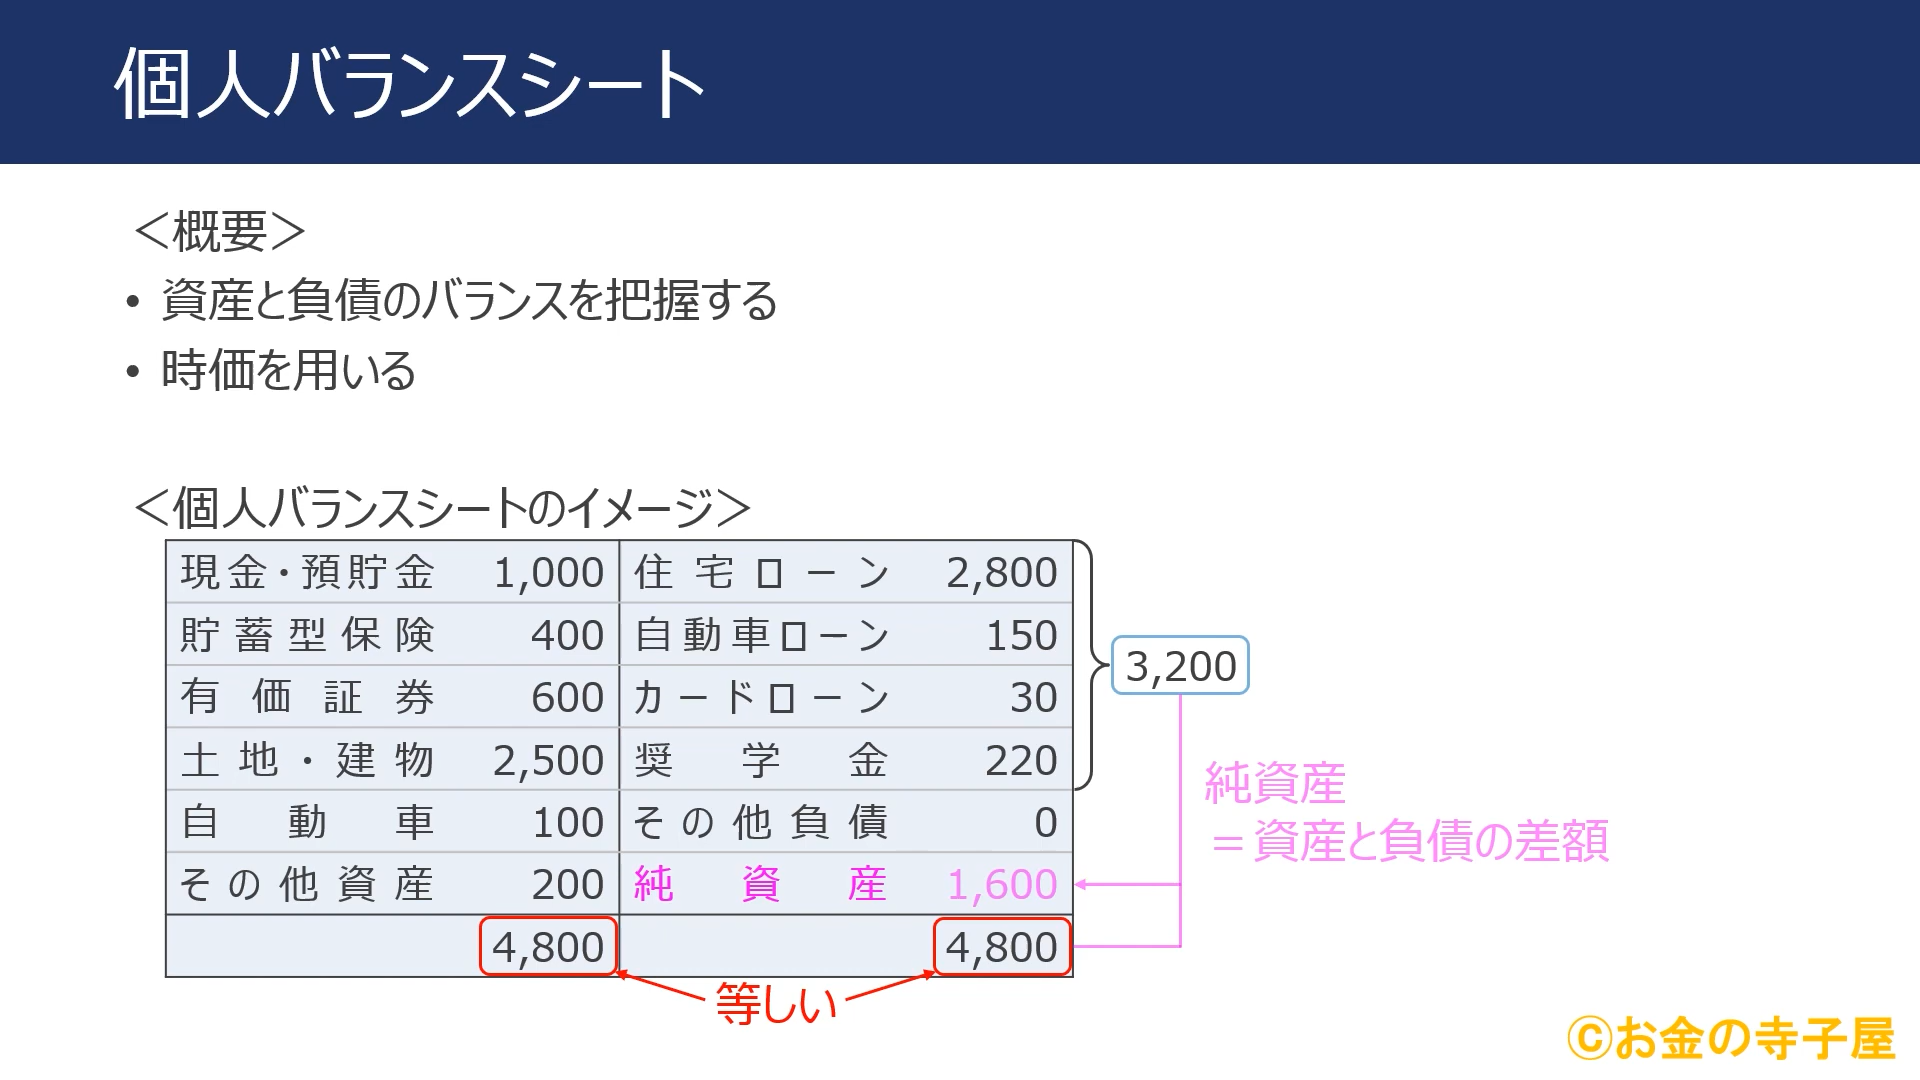 個人バランスシート
＜概要＞
• 資産と負債のバランスを把握する
• 時価を用いる
＜個人バランスシートのイメージ＞
現金・預貯金 1,000 住宅ローン 2,800
貯蓄型保険 400 自動車ローン 150
有価証券 600 カードローン 30
土地・建物 2,500 奨学金 220
自動車 100 その他負債 0
その他資産 200 純資産 1,600
4,800 4,800
3,200
純資産
＝資産と負債の差額
等しい
©お金の寺子屋